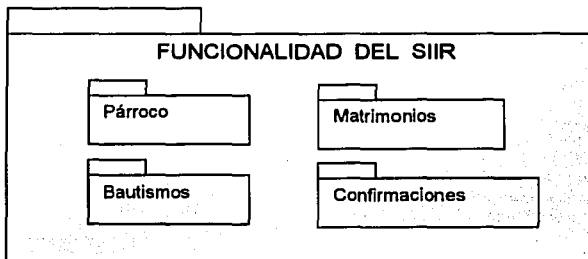 FUNCIONALIDAD DEL SIIR
Párroco
Matrimonios
Bautismos
Confirmaciones